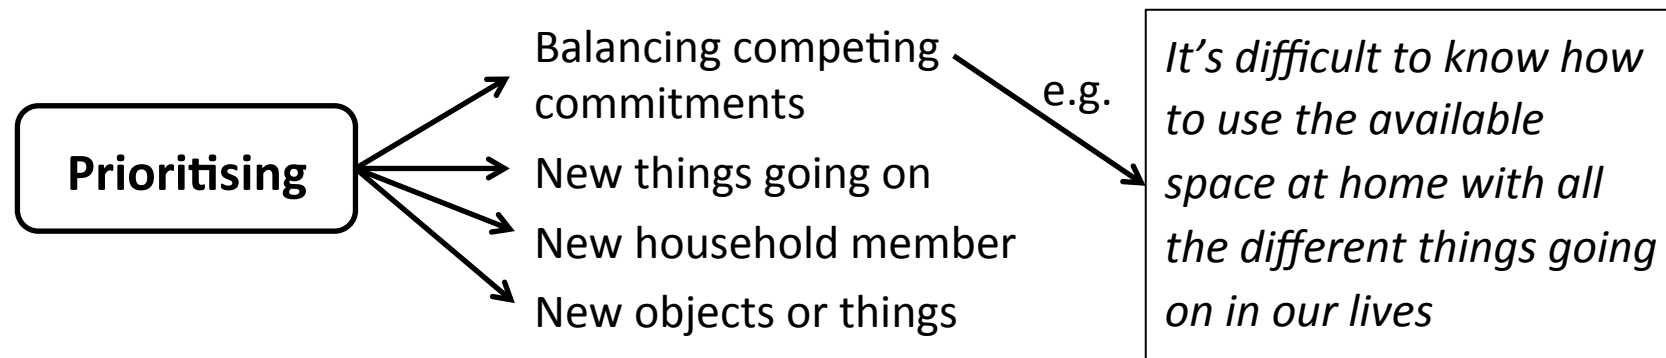 Prioritising
Balancing competing
commitments
New things going on
New household member
New objects or things
e.g.
It's difficult to know how
to use the available
space at home with all
the different things going
on in our lives